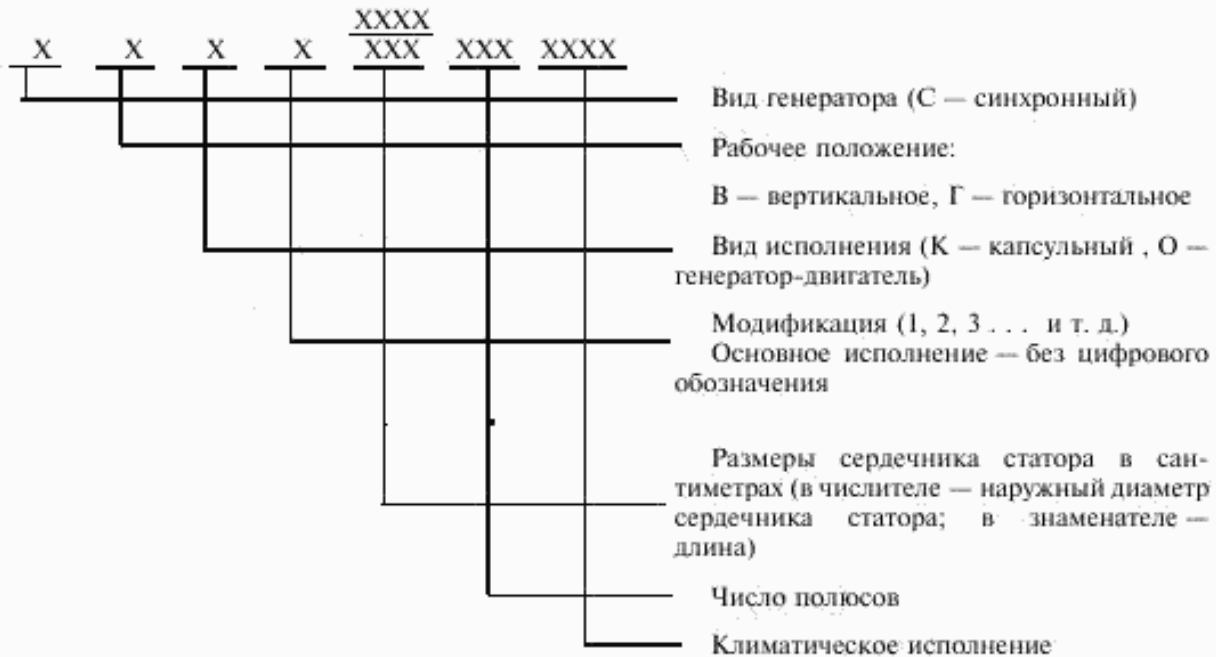 XXXX
X X X X XXX XXX XXXX
Вид генератора (С — синхронный)
Рабочее положение:
В — вертикальное, Г — горизонтальное
Вид исполнения (К — капсульный , О —
генератор-двигатель)
Модификация (1, 2, 3 . . . и т. д.)
Основное исполнение — без цифрового
обозначения
Размеры сердечника статора в сан-
тиметрах (в числителе — наружный диаметр
сердечника статора; в знаменателе —
длина)
Число полюсов
Климатическое исполнение